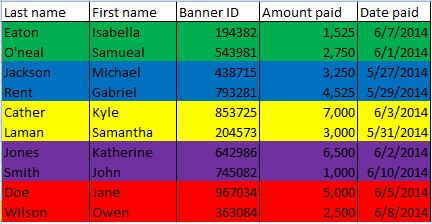 Last name First name Banner ID Amount paid Date paid
Eaton Isabella 194382 1,525 6/7/2014
O'neal Samueal 543981 2,750 6/1/2014
Jackson Michael 438715 3,250 5/27/2014
Rent Gabriel 793281 4,525 5/29/2014
Cather Kyle 853725 7,000 6/3/2014
Laman Samantha 204573 3,000 5/31/2014
Jones Katherine 642986 6,500 6/2/2014
Smith John 745082 1,000 6/10/2014
Doe Jane 967034 5,000 6/5/2014
Wilson Owen 363084 2,500 6/8/2014